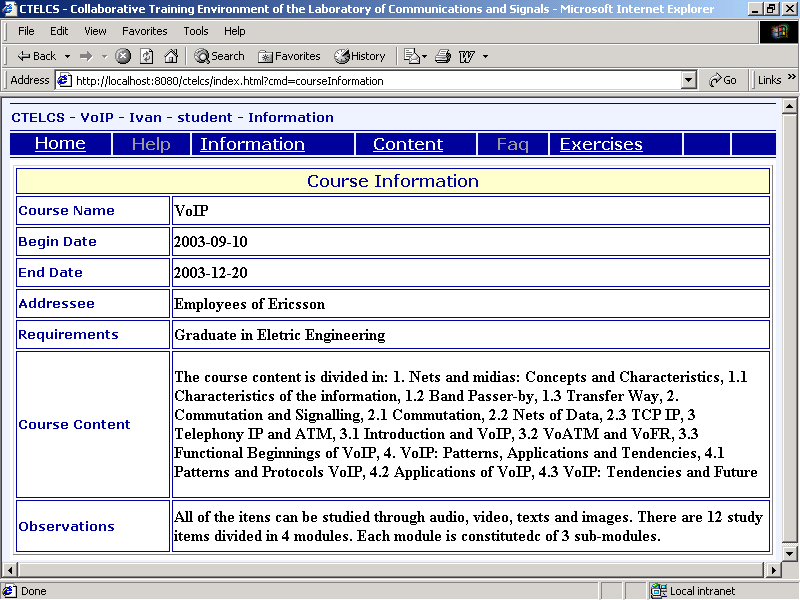 CTELCS - Collaborative Training Environment of the Laboratory of Communications and Signals - Microsoft Internet Explorer
File Edit View Favorites Tools Help
Back Search Favorites History
Address http://localhost:8080/ctelcs/index.html?cmd=courseInformation Go Links »
CTELCS - VoIP - Ivan - student - Information
Home Help Information Content Faq Exercises
Course Information
Course Name VoIP
Begin Date 2003-09-10
End Date 2003-12-20
Addressee Employees of Ericsson
Requirements Graduate in Eletric Engineering
Course Content
The course content is divided in: 1. Nets and midias: Concepts and Characteristics, 1.1
Characteristics of the information, 1.2 Band Passer-by, 1.3 Transfer Way, 2.
Commutation and Signalling, 2.1 Commutation, 2.2 Nets of Data, 2.3 TCP IP, 3
Telephony IP and ATM, 3.1 Introduction and VoIP, 3.2 VoATM and VoFR, 3.3
Functional Beginnings of VoIP, 4. VoIP: Patterns, Applications and Tendencies, 4.1
Patterns and Protocols VoIP, 4.2 Applications of VoIP, 4.3 VoIP: Tendencies and Future
Observations
All of the itens can be studied through audio, video, texts and images. There are 12 study
items divided in 4 modules. Each module is constitutedc of 3 sub-modules.
Done Local intranet